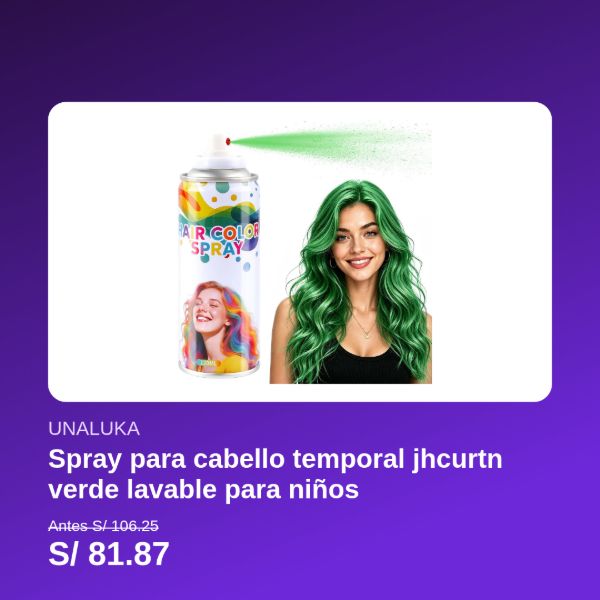 HAIR COLOR
SPRAY
UNALUKA
Spray para cabello temporal jhcurtn
verde lavable para niños
Antes S/ 106.25
S/ 81.87